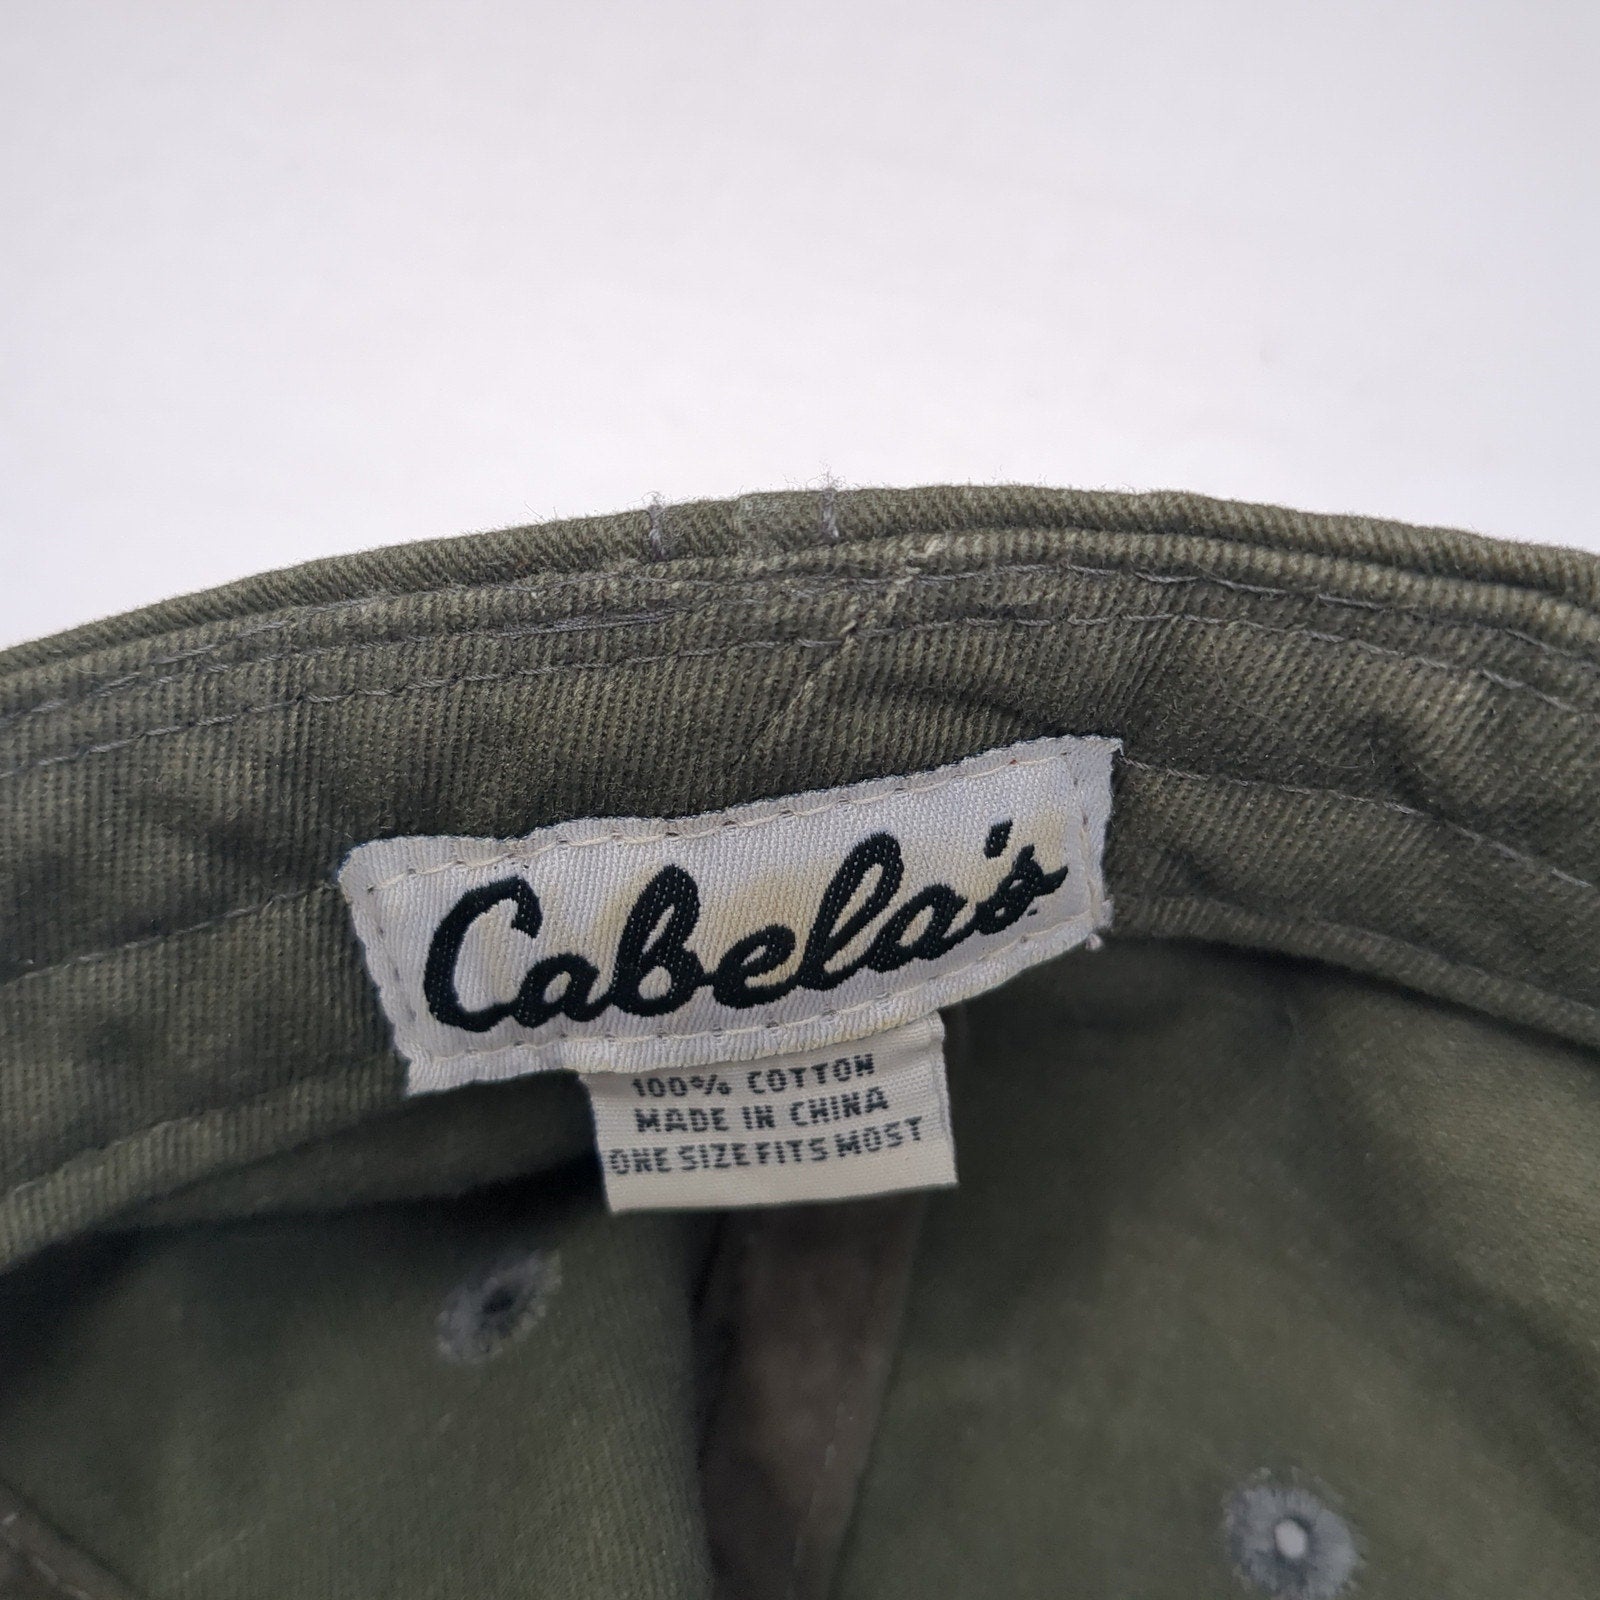 Cabela's
100% COTTON
MADE IN CHINA
ONE SIZE FITS MOST